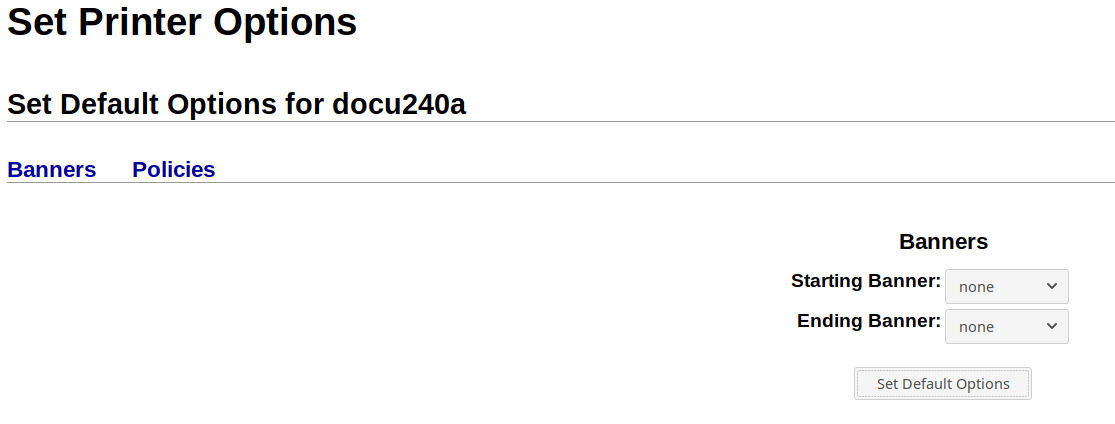 Set Printer Options
Set Default Options for docu240a
Banners Policies
Banners
Starting Banner: none
Ending Banner: none
Set Default Options